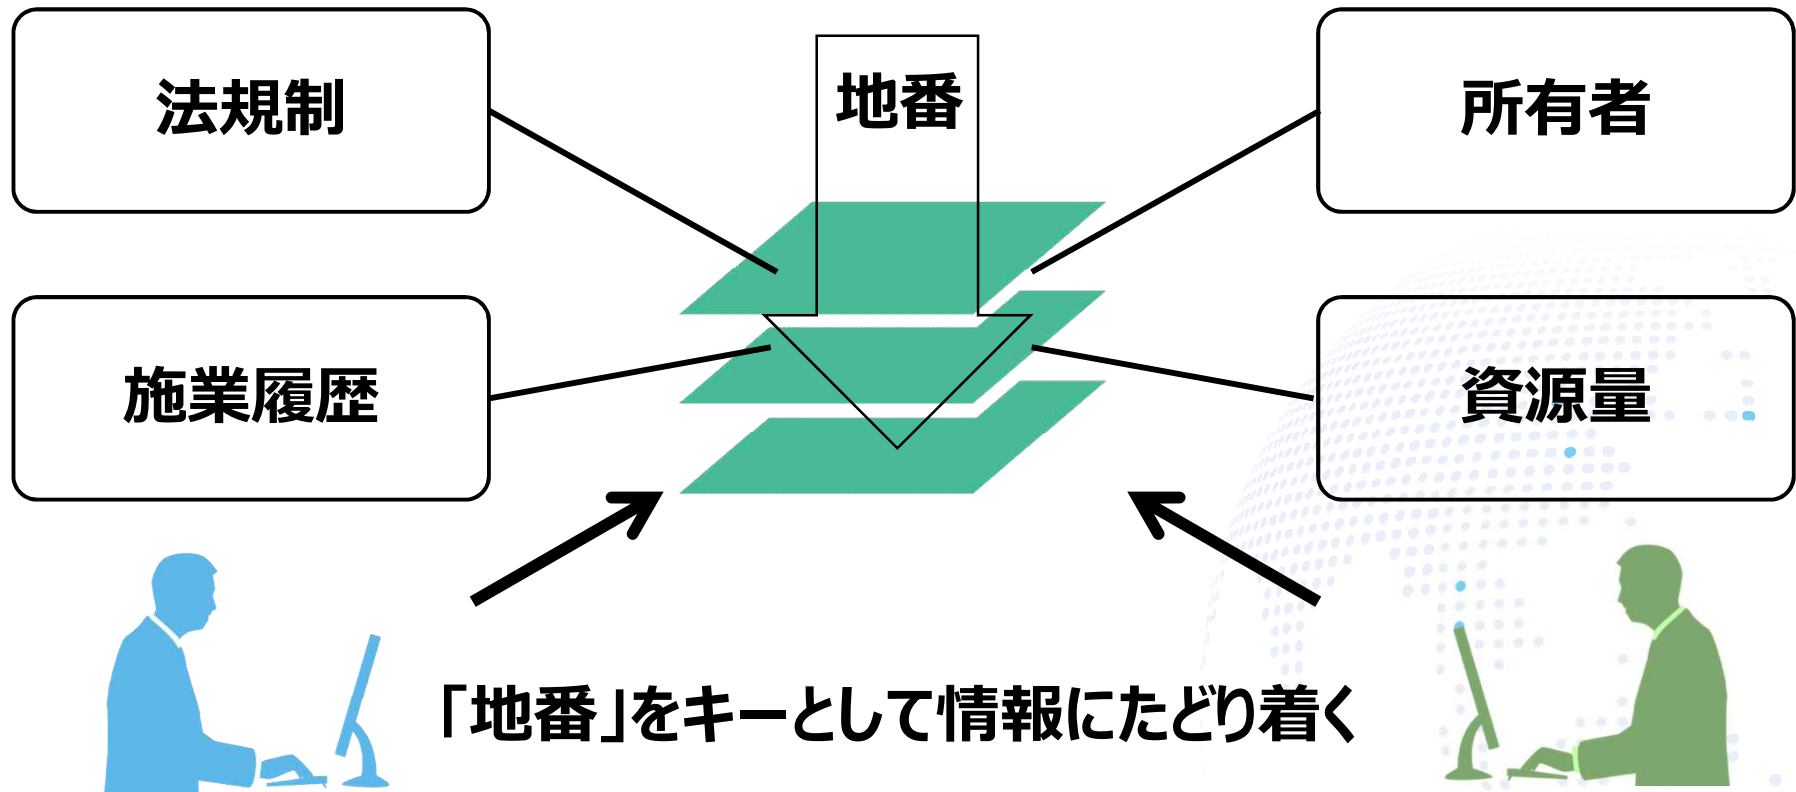 法規制
地番
所有者
施業履歴
資源量
「地番」をキーとして情報にたどり着く